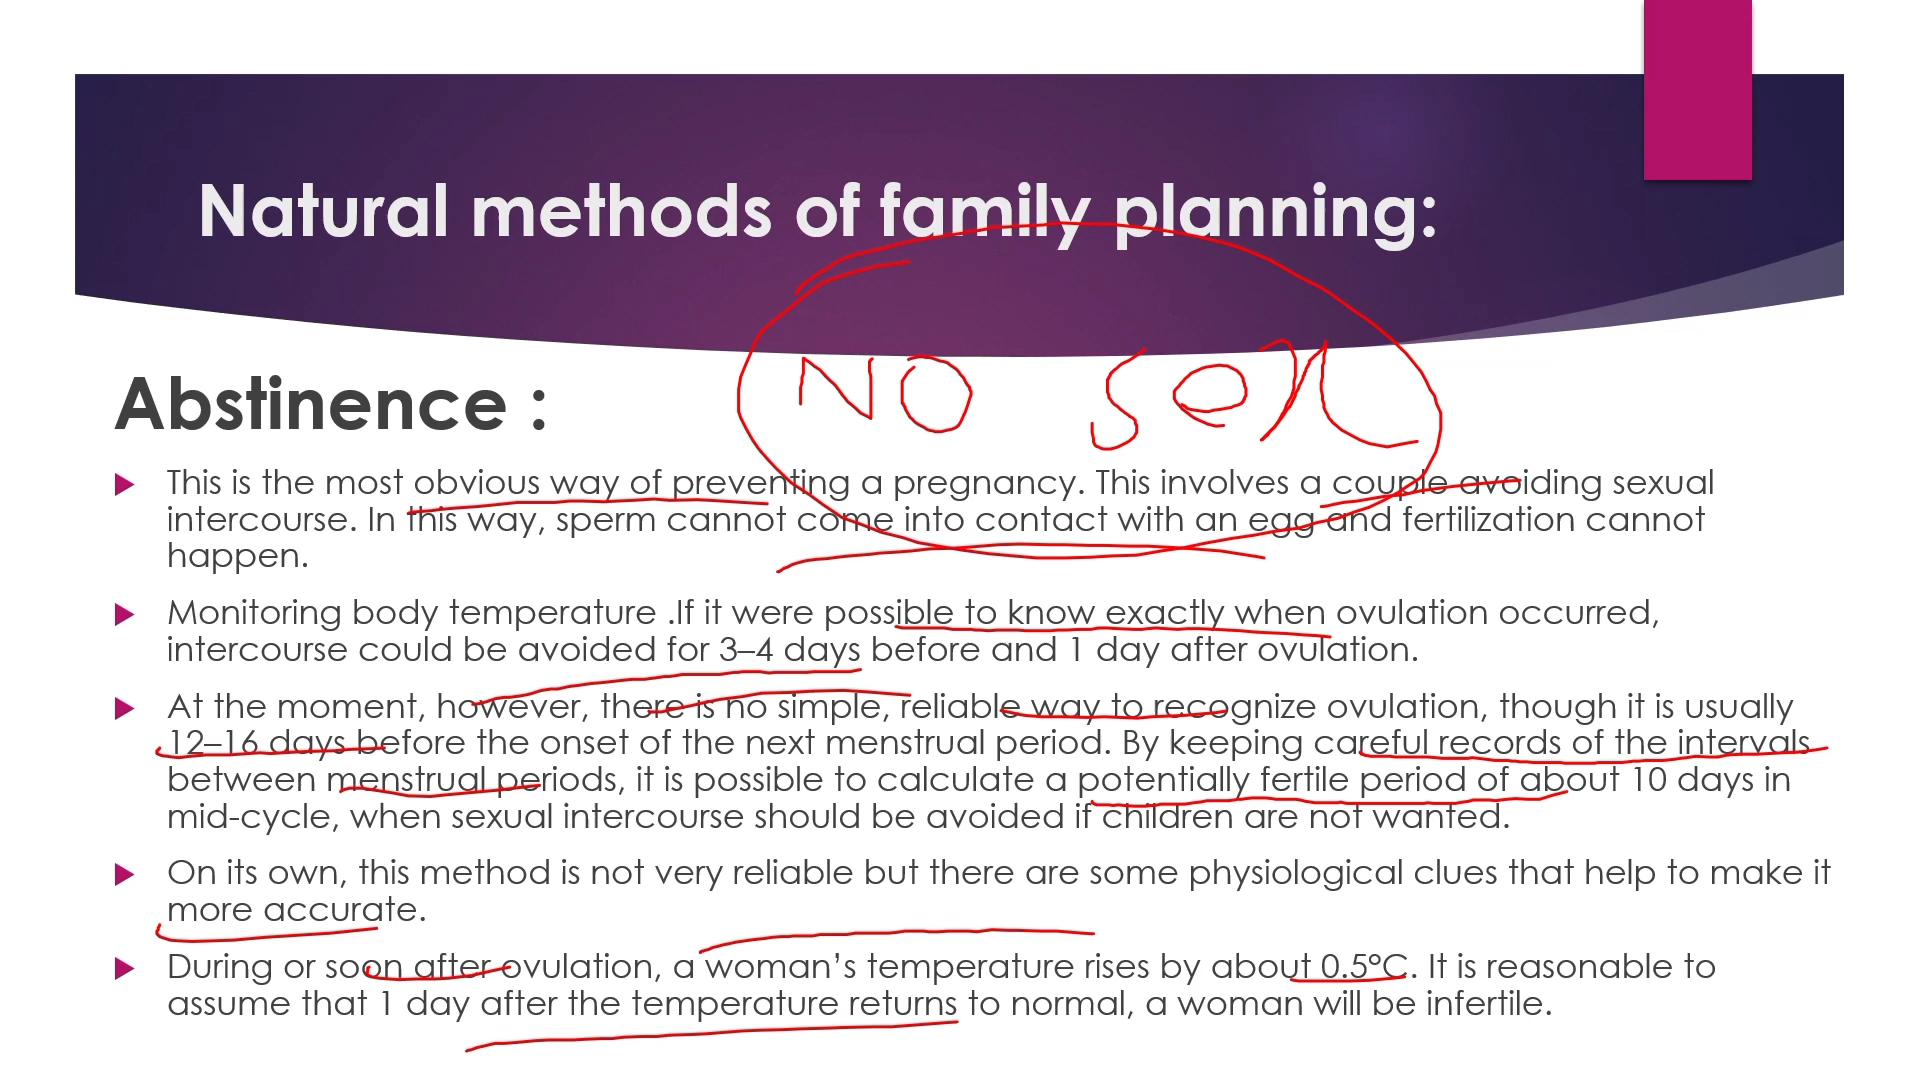 Natural methods of family planning:
NO sex
Abstinence :
This is the most obvious way of preventing a pregnancy. This involves a couple avoiding sexual
intercourse. In this way, sperm cannot come into contact with an egg and fertilization cannot
happen.
Monitoring body temperature .If it were possible to know exactly when ovulation occurred,
intercourse could be avoided for 3–4 days before and 1 day after ovulation.
At the moment, however, there is no simple, reliable way to recognize ovulation, though it is usually
12–16 days before the onset of the next menstrual period. By keeping careful records of the intervals
between menstrual periods, it is possible to calculate a potentially fertile period of about 10 days in
mid-cycle, when sexual intercourse should be avoided if children are not wanted.
On its own, this method is not very reliable but there are some physiological clues that help to make it
more accurate.
During or soon after ovulation, a woman’s temperature rises by about 0.5°C. It is reasonable to
assume that 1 day after the temperature returns to normal, a woman will be infertile.